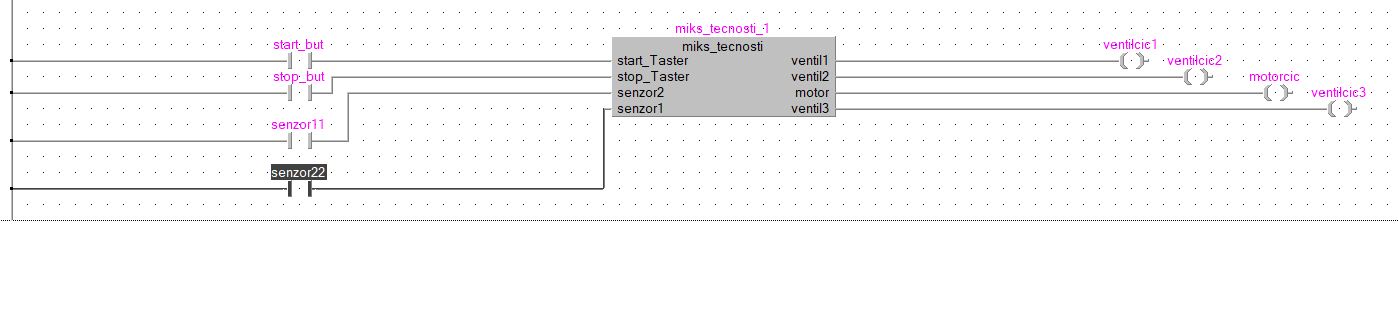 miks_tecnosti_1
start_but
miks_tecnosti
ventilcic1
start_Taster
ventil1
ventilcic2
stop_but
stop_Taster
ventil2
motorcic
senzor2
motor
ventilcic3
senzor1
ventil3
senzor11
senzor22